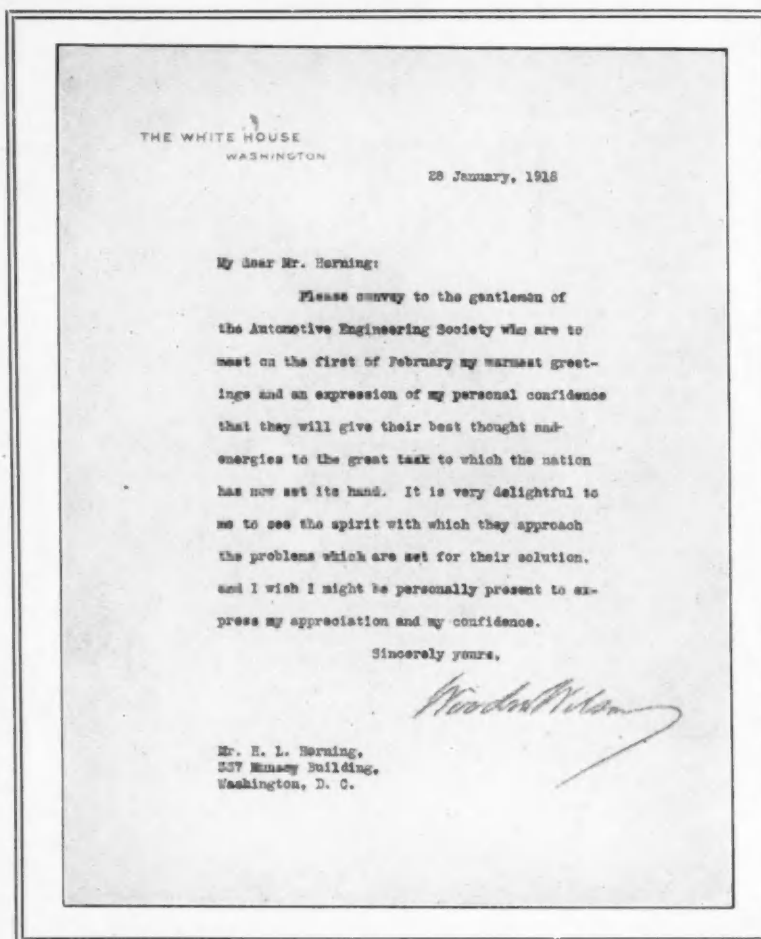 THE WHITE HOUSE
WASHINGTON
28 January, 1918
My dear Mr. Horning:
Please convey to the gentlemen of
the Automotive Engineering Society who are to
meet on the first of February my warmest greet-
ings and an expression of my personal confidence
that they will give their best thought and
energies to the great task to which the nation
has now set its hand. It is very delightful to
me to see the spirit with which they approach
the problems which are set for their solution,
and I wish I might be personally present to ex-
press my appreciation and my confidence.
Sincerely yours,
Woodrow Wilson
Mr. H. L. Horning,
337 Munsey Building,
Washington, D. C.